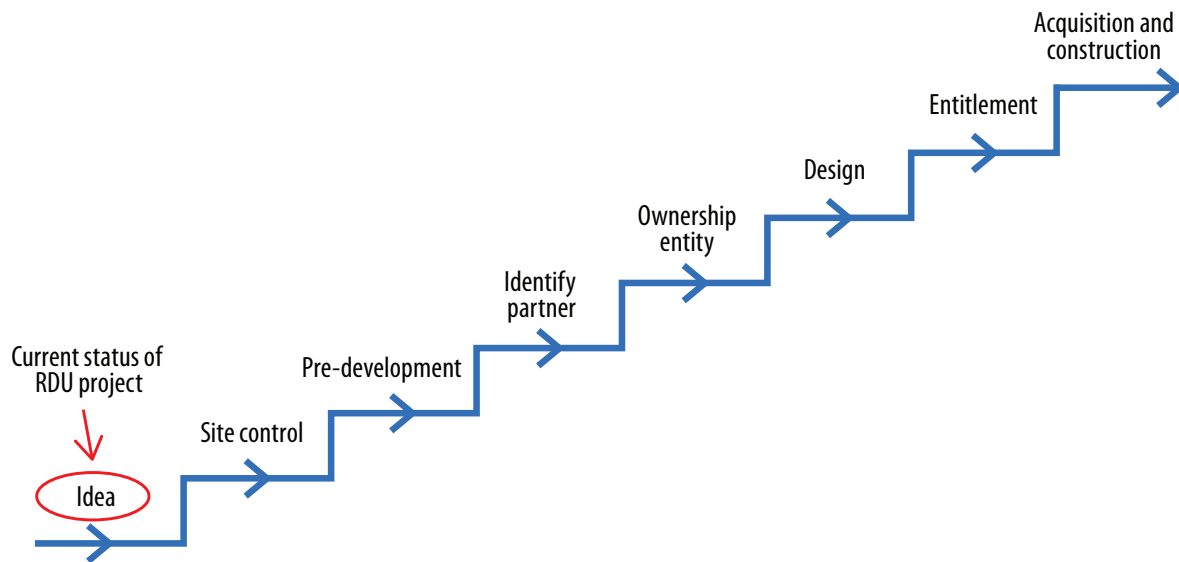 Current status of
RDU project
Idea
Site control
Pre-development
Identify
partner
Ownership
entity
Design
Entitlement
Acquisition and
construction